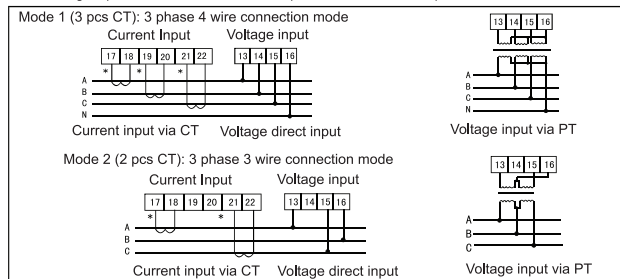 Mode 1 (3 pcs CT): 3 phase 4 wire connection mode
Current Input Voltage input
17 18 19 20 21 22 13 14 15 16 13 14 15 16
* * *
A A
B B
C C
N N
Current input via CT Voltage direct input Voltage input via PT
Mode 2 (2 pcs CT): 3 phase 3 wire connection mode
Current Input Voltage input
17 18 19 20 21 22 13 14 15 16 13 14 15 16
* *
A A
B B
C C
Current input via CT Voltage direct input Voltage input via PT